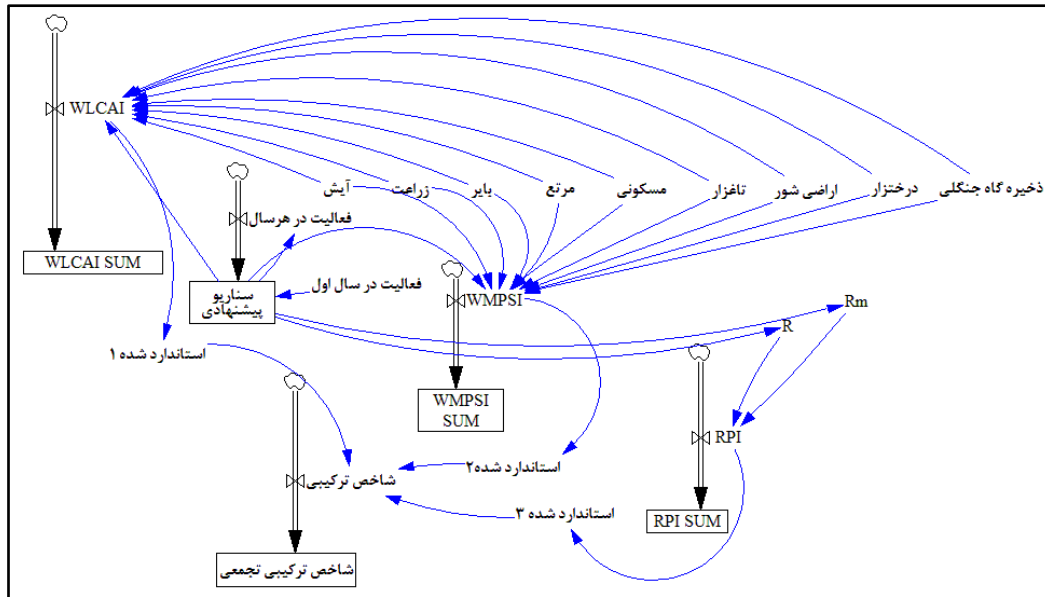 WLCAI
ذخیره گاه جنگلی
درختزار
اراضی شور
تاغزار
مسکونی
مرتع
بایر
زراعت
آیش
فعالیت در هرسال
WLCAI SUM
فعالیت در سال اول
سناریو
پیشنهادی
WMPSI
Rm
R
استاندارد شده ۱
WMPSI
SUM
RPI
استاندارد شده۲
شاخص ترکیبی
استاندارد شده ۳
RPI SUM
شاخص ترکیبی تجمعی